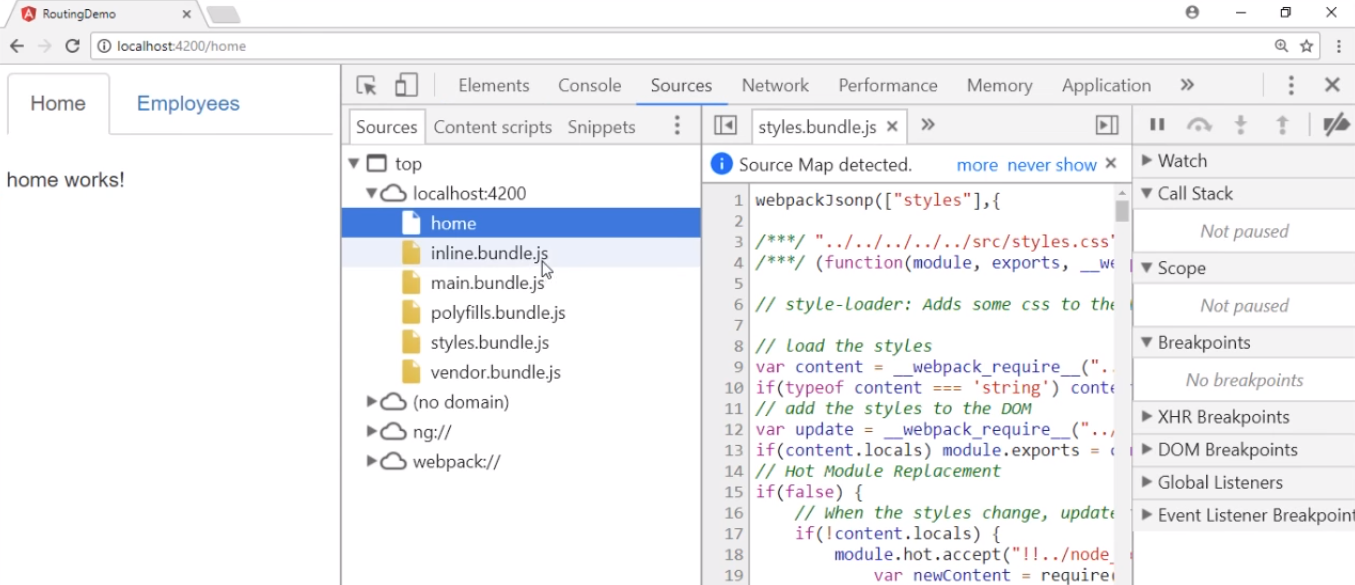 RoutingDemo
localhost:4200/home
Home
Employees
home works!
Elements Console Sources Network Performance Memory Application
Sources Content scripts Snippets
top
localhost:4200
home
inline.bundle.js
main.bundle.js
polyfills.bundle.js
styles.bundle.js
vendor.bundle.js
(no domain)
ng://
webpack://
styles.bundle.js
Source Map detected. more never show
1 webpackJsonp(["styles"],{
2
3 /***/ "../../../../../src/styles.css"
4 /***/ (function(module, exports,
5
6 // style-loader: Adds some css to the
7
8 // load the styles
9 var content = __webpack_require__("..
10 if(typeof content === 'string')
11 // add the styles to the DOM
12 var update = __webpack_require__("../
13 if(content.locals) module.exports =
14 // Hot Module Replacement
15 if(false) {
16 // When the styles change, update
17 if(!content.locals) {
18 module.hot.accept("!!../node_
19 var newContent = require(
Watch
Call Stack
Not paused
Scope
Not paused
Breakpoints
No breakpoints
XHR Breakpoints
DOM Breakpoints
Global Listeners
Event Listener Breakpoint